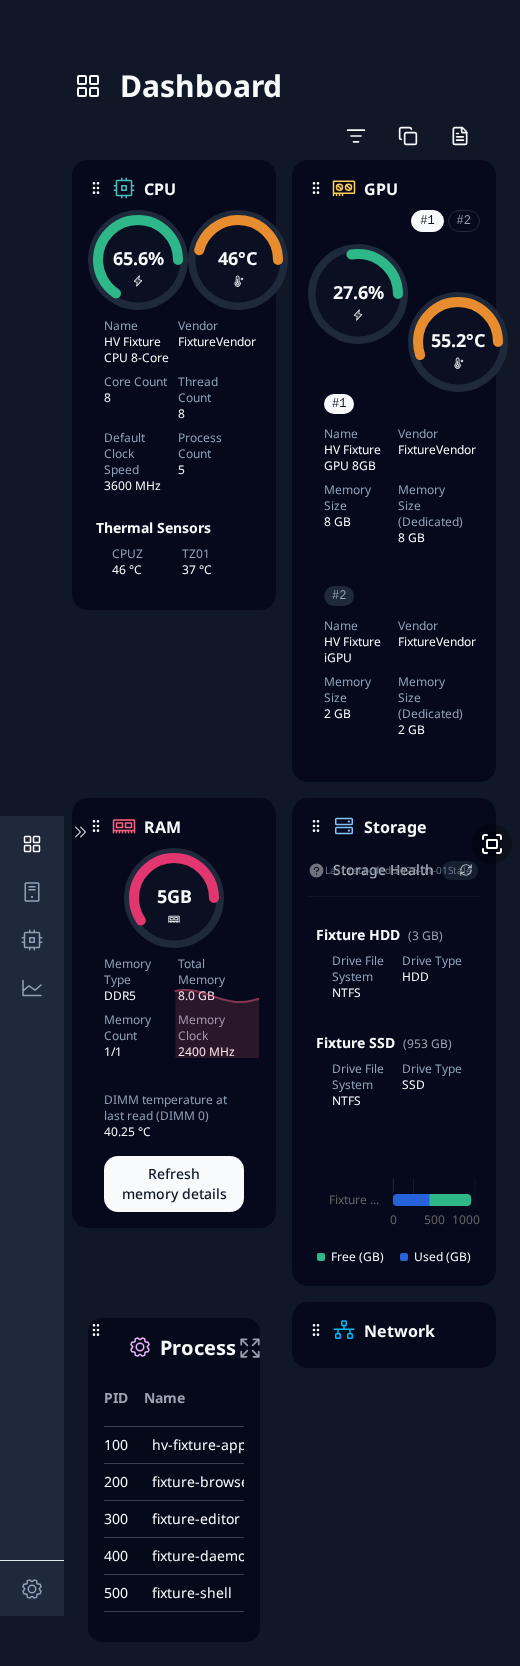 Dashboard
CPU
65.6%
46°C
Name
HV Fixture
CPU 8-Core
Vendor
FixtureVendor
Core Count
8
Thread
Count
8
Default
Clock
Speed
3600 MHz
Process
Count
5
Thermal Sensors
CPUZ
46 °C
TZ01
37 °C
GPU
#1
#2
27.6%
55.2°C
#1
Name
HV Fixture
GPU 8GB
Vendor
FixtureVendor
Memory
Size
8 GB
Memory
Size
(Dedicated)
8 GB
#2
Name
HV Fixture
iGPU
Vendor
FixtureVendor
Memory
Size
2 GB
Memory
Size
(Dedicated)
2 GB
RAM
5GB
Memory
Type
DDR5
Total
Memory
8.0 GB
Memory
Count
1/1
Memory
Clock
2400 MHz
DIMM temperature at
last read (DIMM 0)
40.25 °C
Refresh
memory details
Storage
Storage Health
Fixture HDD (3 GB)
Drive File
System
NTFS
Drive Type
HDD
Fixture SSD (953 GB)
Drive File
System
NTFS
Drive Type
SSD
Fixture ...
0 500 1000
Free (GB) Used (GB)
Process
PID Name
100 hv-fixture-app
200 fixture-browse
300 fixture-editor
400 fixture-daemo
500 fixture-shell
Network